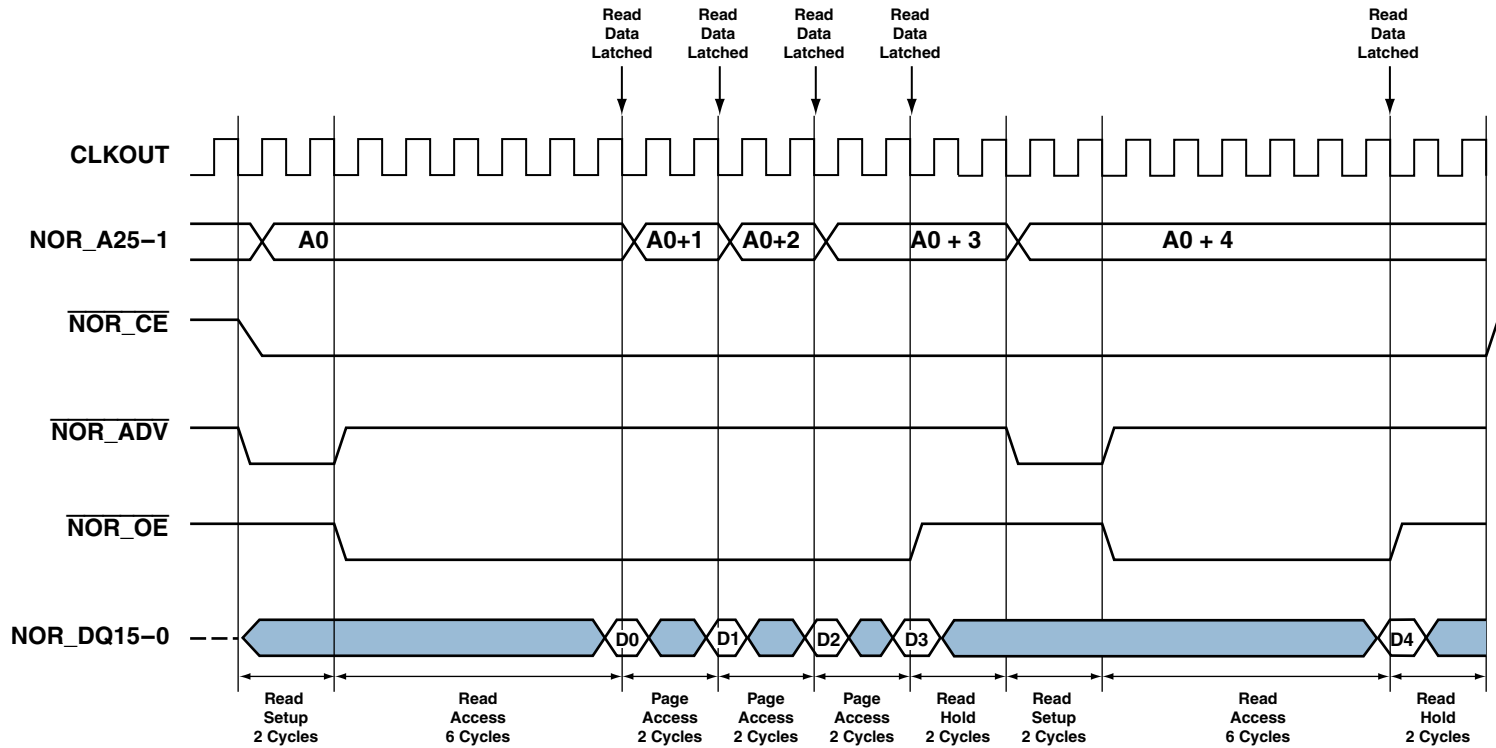 Read
Data
Latched
Read
Data
Latched
Read
Data
Latched
Read
Data
Latched
Read
Data
Latched
CLKOUT
NOR_A25−1
A0
A0+1
A0+2
A0 + 3
A0 + 4
NOR_CE
NOR_ADV
NOR_OE
NOR_DQ15−0
D0
D1
D2
D3
D4
Read
Setup
2 Cycles
Read
Access
6 Cycles
Page
Access
2 Cycles
Page
Access
2 Cycles
Page
Access
2 Cycles
Read
Hold
2 Cycles
Read
Setup
2 Cycles
Read
Access
6 Cycles
Read
Hold
2 Cycles